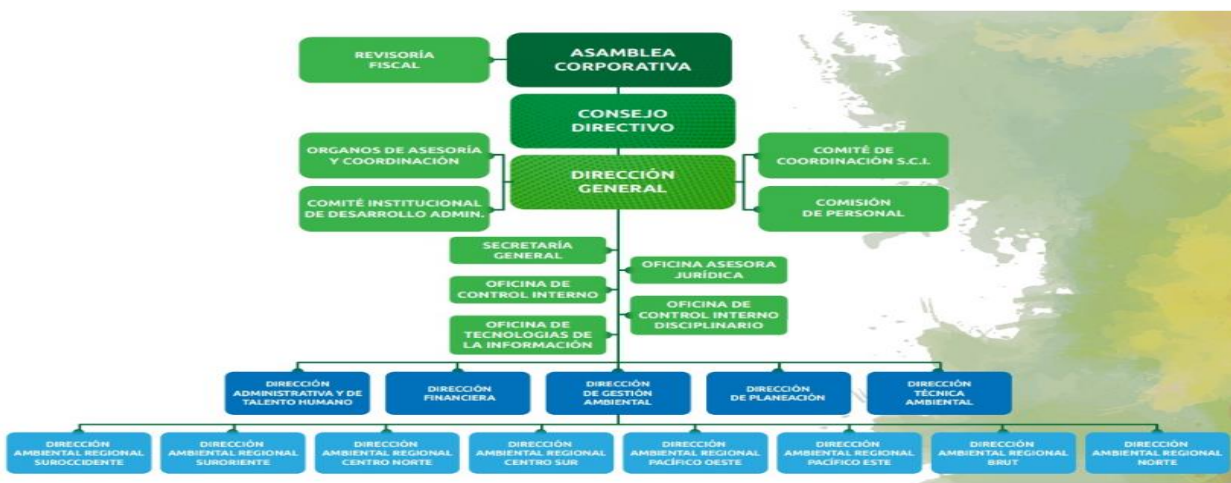 REVISORÍA
FISCAL
ASAMBLEA
CORPORATIVA
CONSEJO
DIRECTIVO
ORGANOS DE ASESORÍA
Y COORDINACIÓN
COMITÉ INSTITUCIONAL
DE DESARROLLO ADMIN.
DIRECCIÓN
GENERAL
COMITÉ DE
COORDINACIÓN S.C.I.
COMISIÓN
DE PERSONAL
SECRETARÍA
GENERAL
OFICINA ASESORA
JURÍDICA
OFICINA DE
CONTROL INTERNO
OFICINA DE
CONTROL INTERNO
DISCIPLINARIO
OFICINA DE
TECNOLOGIAS DE
LA INFORMACIÓN
DIRECCIÓN
ADMINISTRATIVA Y DE
TALENTO HUMANO
DIRECCIÓN
FINANCIERA
DIRECCIÓN
DE GESTIÓN
AMBIENTAL
DIRECCIÓN
DE PLANEACIÓN
DIRECCIÓN
TÉCNICA
AMBIENTAL
DIRECCIÓN
AMBIENTAL REGIONAL
SUROCCIDENTE
DIRECCIÓN
AMBIENTAL REGIONAL
SURORIENTE
DIRECCIÓN
AMBIENTAL REGIONAL
CENTRO NORTE
DIRECCIÓN
AMBIENTAL REGIONAL
CENTRO SUR
DIRECCIÓN
AMBIENTAL REGIONAL
PACÍFICO OESTE
DIRECCIÓN
AMBIENTAL REGIONAL
PACÍFICO ESTE
DIRECCIÓN
AMBIENTAL REGIONAL
BRUT
DIRECCIÓN
AMBIENTAL REGIONAL
NORTE